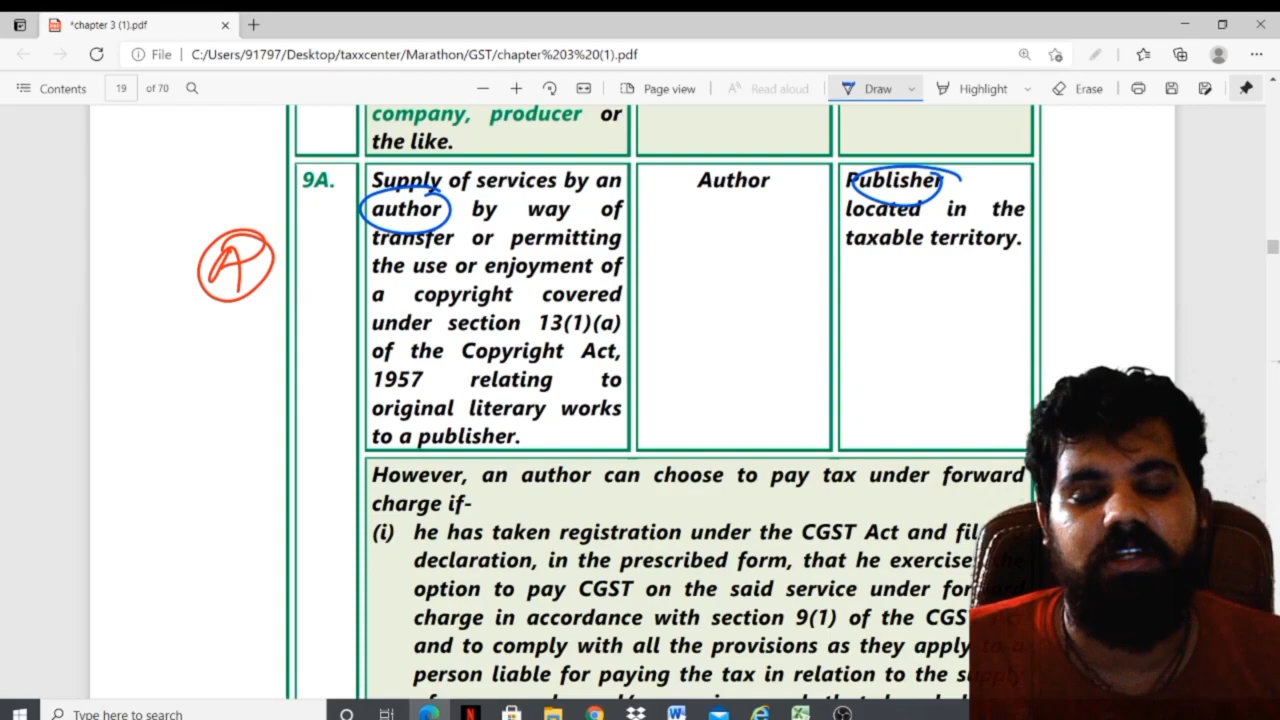 *chapter 3 (1).pdf
File
C:/Users/91797/Desktop/taxxcenter/Marathon/GST/chapter%203%20(1).pdf
Contents
19
of 70
Page view
Read aloud
Draw
Highlight
Erase
company, producer or
the like.
9A.
Supply of services by an
author by way of
transfer or permitting
the use or enjoyment of
a copyright covered
under section 13(1)(a)
of the Copyright Act,
1957 relating to
original literary works
to a publisher.
Author
Publisher
located in the
taxable territory.
A
However, an author can choose to pay tax under forward
charge if-
(i) he has taken registration under the CGST Act and
declaration, in the prescribed form, that he exercise the
option to pay CGST on the said service under
charge in accordance with section 9(1) of the
and to comply with all the provisions as they apply to a
person liable for paying the tax in relation to the supply
Type here to search